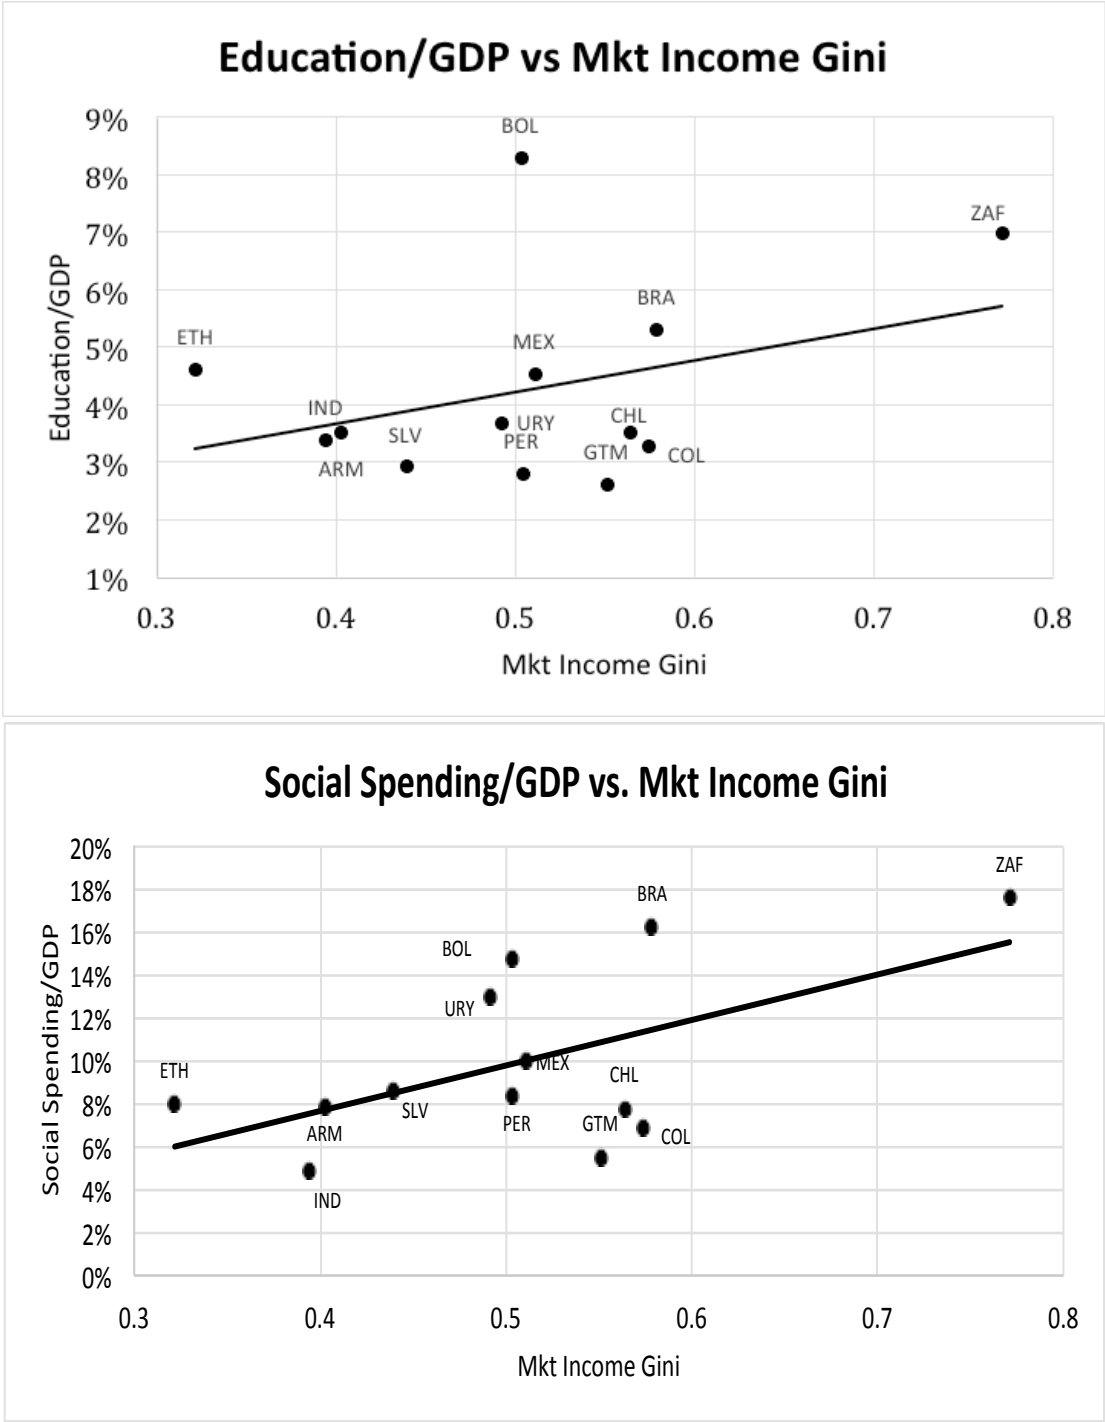 Education/GDP vs Mkt Income Gini
9%
BOL
8%
ZAF
7%
6%
BRA
ETH
MEX
5%
IND
4%
CHL
URY
SLV
PER
GTM
COL
3%
ARM
2%
1%
Education/GDP
0.3 0.4 0.5 0.6 0.7 0.8
Mkt Income Gini
Social Spending/GDP vs. Mkt Income Gini
20%
ZAF
18%
BRA
16%
BOL
14%
URY
12%
10%
MEX
ETH
CHL
8%
SLV
PER
GTM
ARM
COL
6%
IND
4%
2%
0%
Social Spending/GDP
0.3 0.4 0.5 0.6 0.7 0.8
Mkt Income Gini